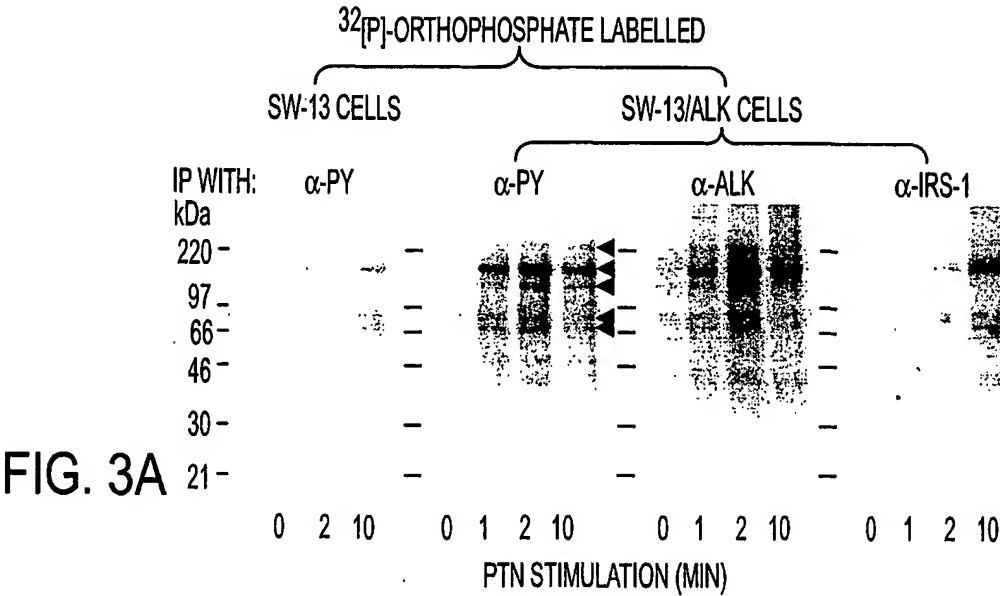 32[P]-ORTHOPHOSPHATE LABELLED
SW-13 CELLS SW-13/ALK CELLS
IP WITH: α-PY α-PY α-ALK α-IRS-1
kDa
220
97
66
46
30
21
FIG. 3A
0 2 10 0 1 2 10 0 1 2 10 0 1 2 10
PTN STIMULATION (MIN)